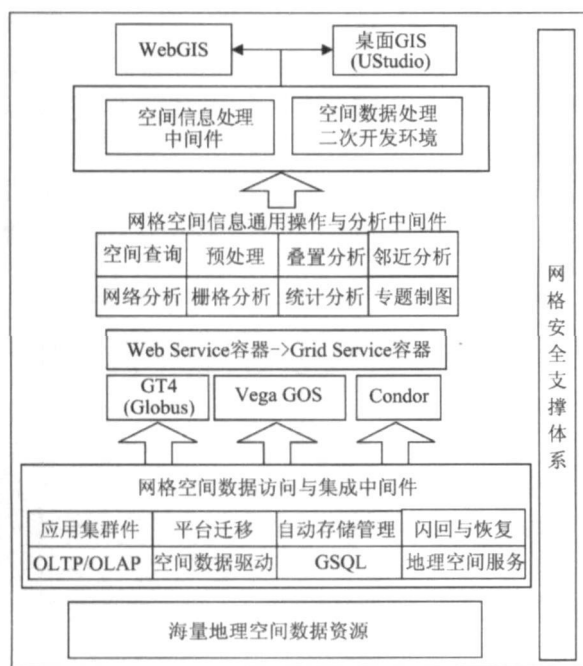 WebGIS
桌面GIS
(UStudio)
空间信息处理
中间件
空间数据处理
二次开发环境
网格空间信息通用操作与分析中间件
空间查询 预处理 叠置分析 邻近分析
网络分析 栅格分析 统计分析 专题制图
Web Service容器->Grid Service容器
GT4
(Globus)
Vega GOS
Condor
网格空间数据访问与集成中间件
应用集群件 平台迁移 自动存储管理 闪回与恢复
OLTP/OLAP 空间数据驱动 GSQL 地理空间服务
海量地理空间数据资源
网格安全支撑体系